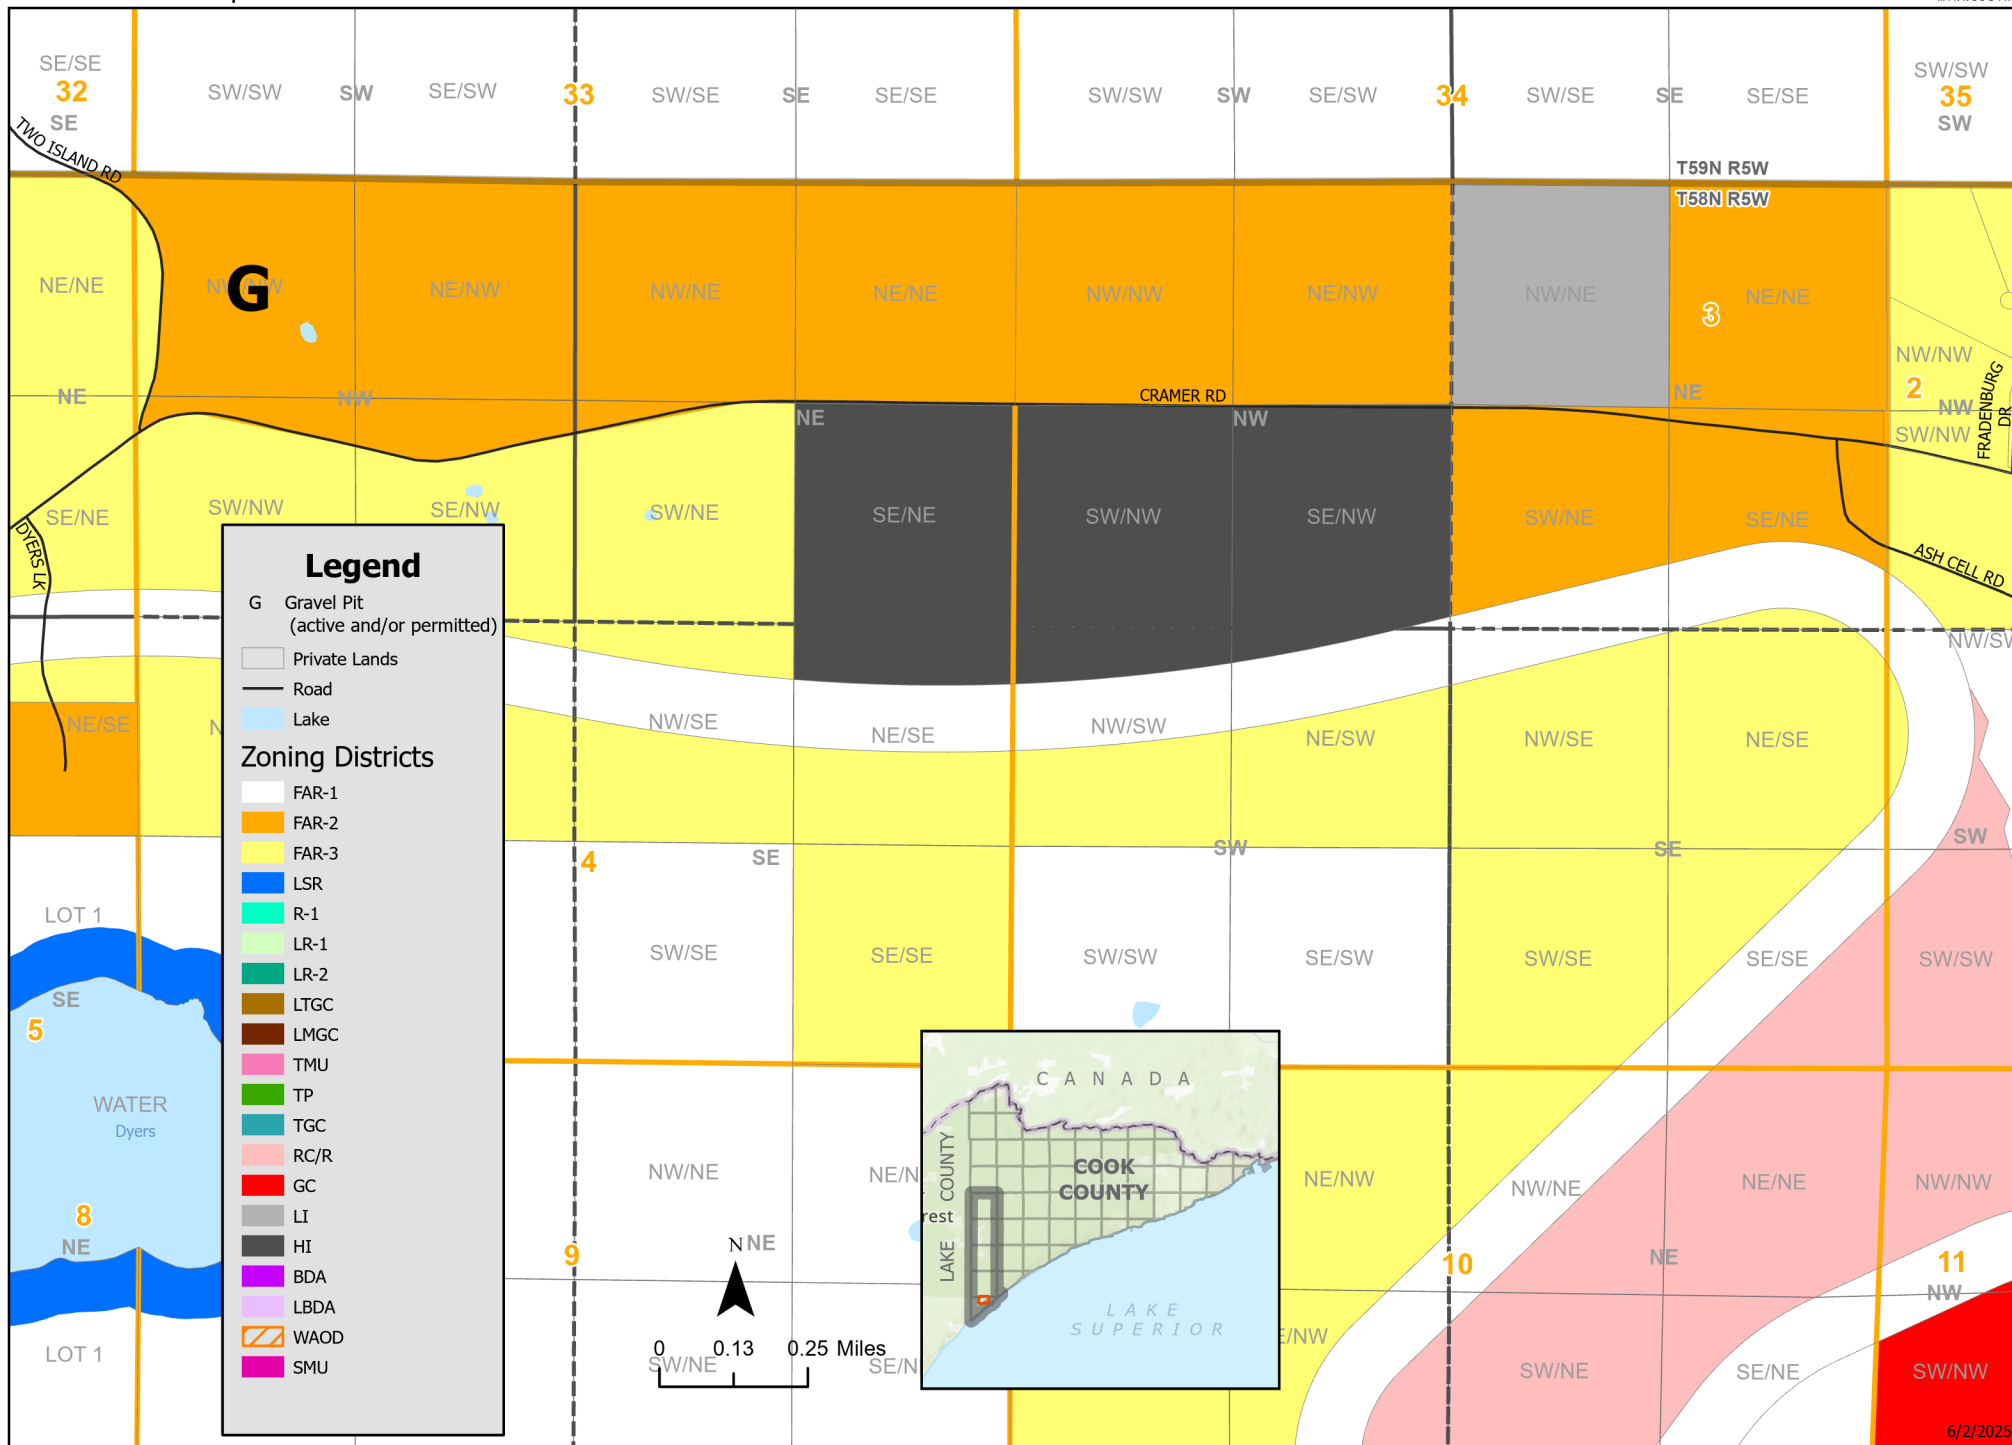 SE/SE
32
SE
SW/SW
SW
SE/SW
33
SW/SE
SE
SE/SE
SW/SW
SW
SE/SW
34
SW/SE
SE
SE/SE
SW/SW
35
SW
TWO ISLAND RD
T59N R5W
T58N R5W
NE/NE
G
NW/NW
NE/NW
NW/NE
NE/NE
NW/NW
NE/NW
NW/NE
3
NE/NE
NW/NW
2
NE
NW
CRAMER RD
NE
NW
NE
NW
SW/NW
FRADENBURG
DR
SE/NE
SW/NW
SE/NW
SW/NE
SE/NE
SW/NW
SE/NW
SW/NE
SE/NE
DYERS LK
ASH CELL RD
NE/SE
NW/SE
NE/SE
NW/SW
NE/SW
NW/SE
NE/SE
4
SE
SW
SE
SW
LOT 1
SW/SE
SE/SE
SW/SW
SE/SW
SW/SE
SE/SE
SW/SW
SE
5
WATER
Dyers
8
NE
LOT 1
NW/NE
NE/NW
NW/NE
NE/NE
NW/NW
9
NE
10
NE
11
NW
SW/NE
SW/NE
SE/NE
SW/NW
Legend
G Gravel Pit
(active and/or permitted)
Private Lands
Road
Lake
Zoning Districts
FAR-1
FAR-2
FAR-3
LSR
R-1
LR-1
LR-2
LTGC
LMGC
TMU
TP
TGC
RC/R
GC
LI
HI
BDA
LBDA
WAOD
SMU
N
0 0.13 0.25 Miles
CANADA
COOK
COUNTY
LAKE COUNTY
rest
LAKE
SUPERIOR
6/2/2025